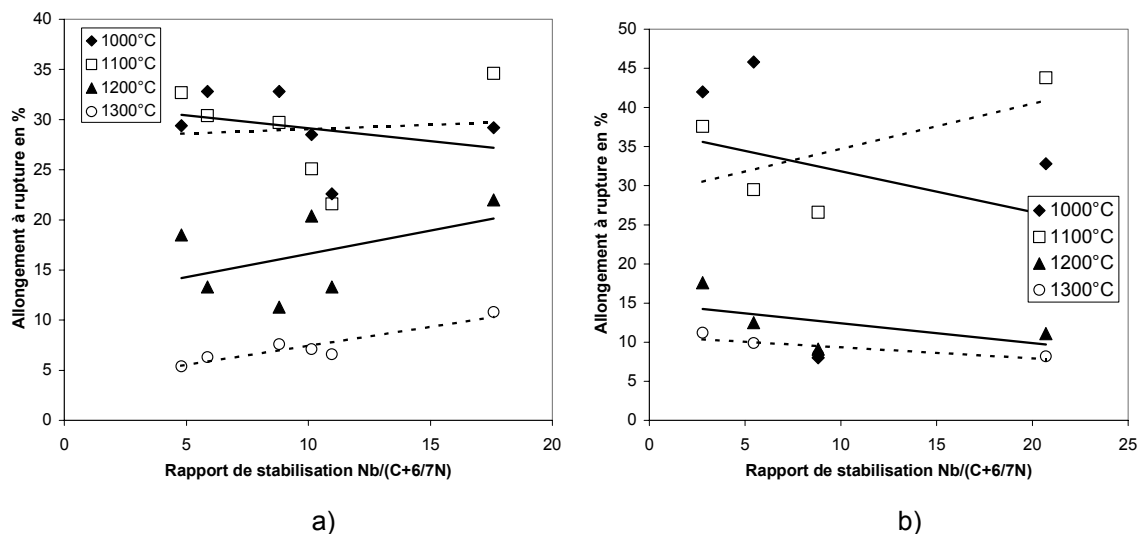 40
35
30
25
20
15
10
5
0
Allongement à rupture en %
1000°C
1100°C
1200°C
1300°C
0 5 10 15 20
Rapport de stabilisation Nb/(C+6/7N)
a)
50
45
40
35
30
25
20
15
10
5
0
Allongement à rupture en %
1000°C
1100°C
1200°C
1300°C
0 5 10 15 20 25
Rapport de stabilisation Nb/(C+6/7N)
b)